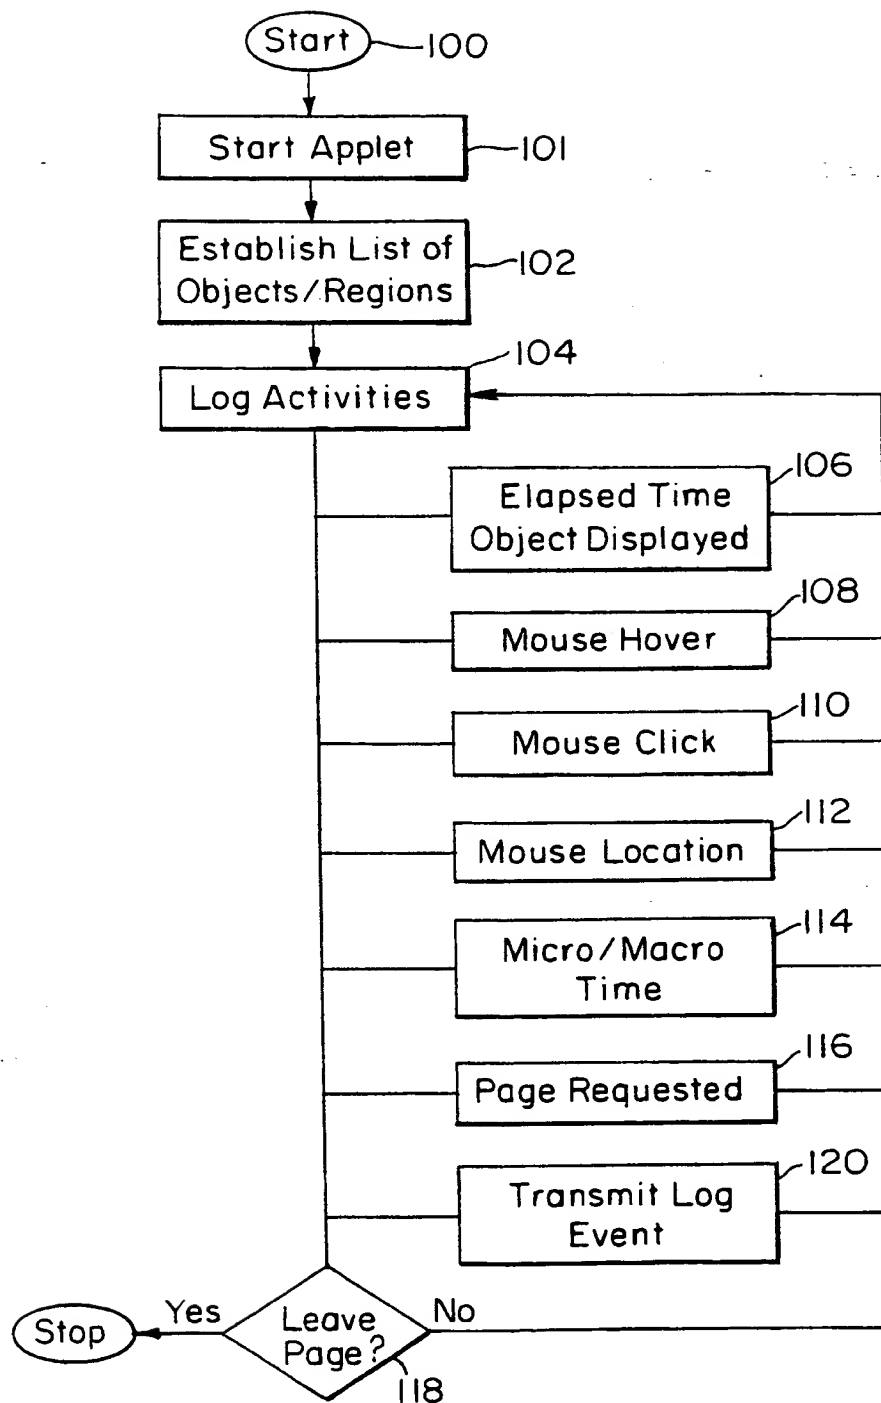 Start
100
Start Applet
101
Establish List of
Objects/Regions
102
104
Log Activities
106
Elapsed Time
Object Displayed
108
Mouse Hover
110
Mouse Click
112
Mouse Location
114
Micro/Macro
Time
116
Page Requested
120
Transmit Log
Event
Yes
No
Stop
Leave
Page?
118